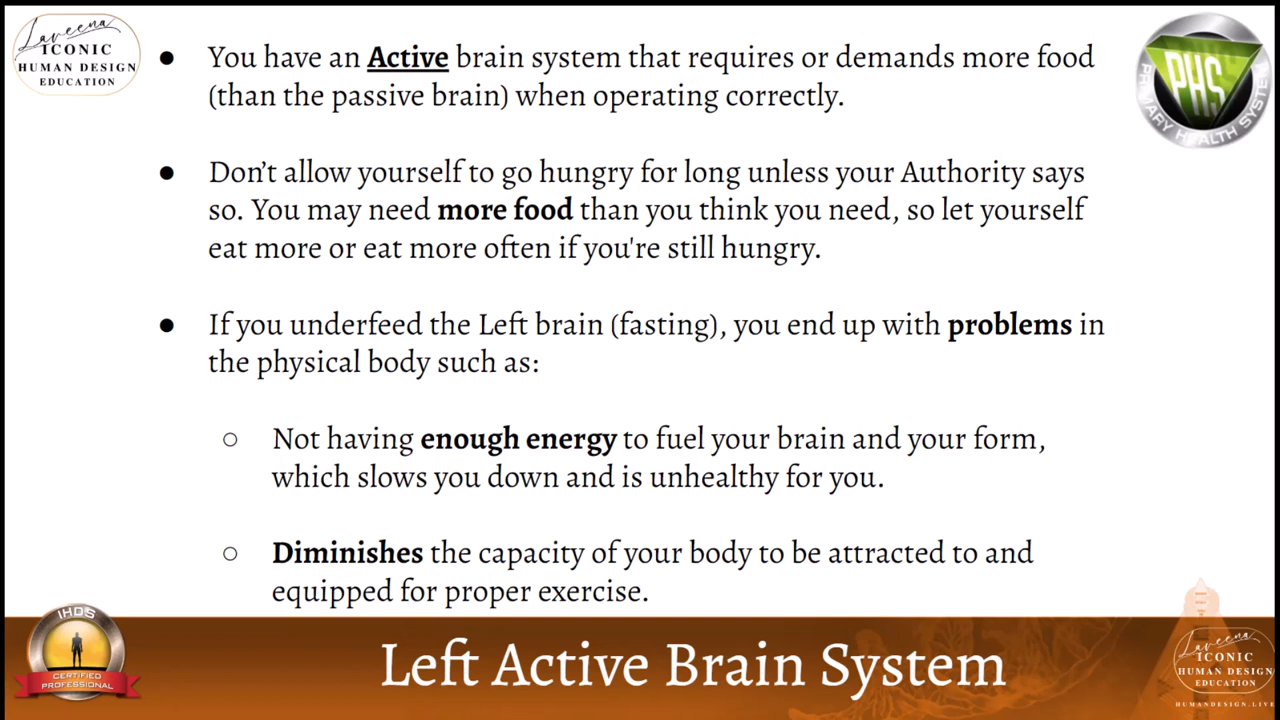 Laveena
ICONIC
HUMAN DESIGN
EDUCATION
PHS
PRIMARY HEALTH SYSTEM
● You have an Active brain system that requires or demands more food
(than the passive brain) when operating correctly.
● Don’t allow yourself to go hungry for long unless your Authority says
so. You may need more food than you think you need, so let yourself
eat more or eat more often if you're still hungry.
● If you underfeed the Left brain (fasting), you end up with problems in
the physical body such as:
○ Not having enough energy to fuel your brain and your form,
which slows you down and is unhealthy for you.
○ Diminishes the capacity of your body to be attracted to and
equipped for proper exercise.
IHDS
CERTIFIED
PROFESSIONAL
Left Active Brain System
Laveena
ICONIC
HUMAN DESIGN
EDUCATION
HUMANDESIGN.LIVE